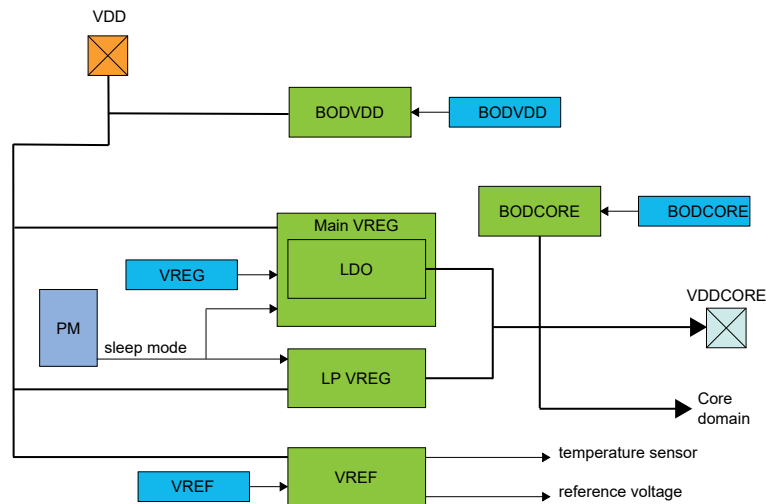 VDD
BODVDD
BODVDD
BODCORE
BODCORE
Main VREG
LDO
VREG
VDDCORE
PM
sleep mode
LP VREG
Core
domain
temperature sensor
VREF
VREF
reference voltage